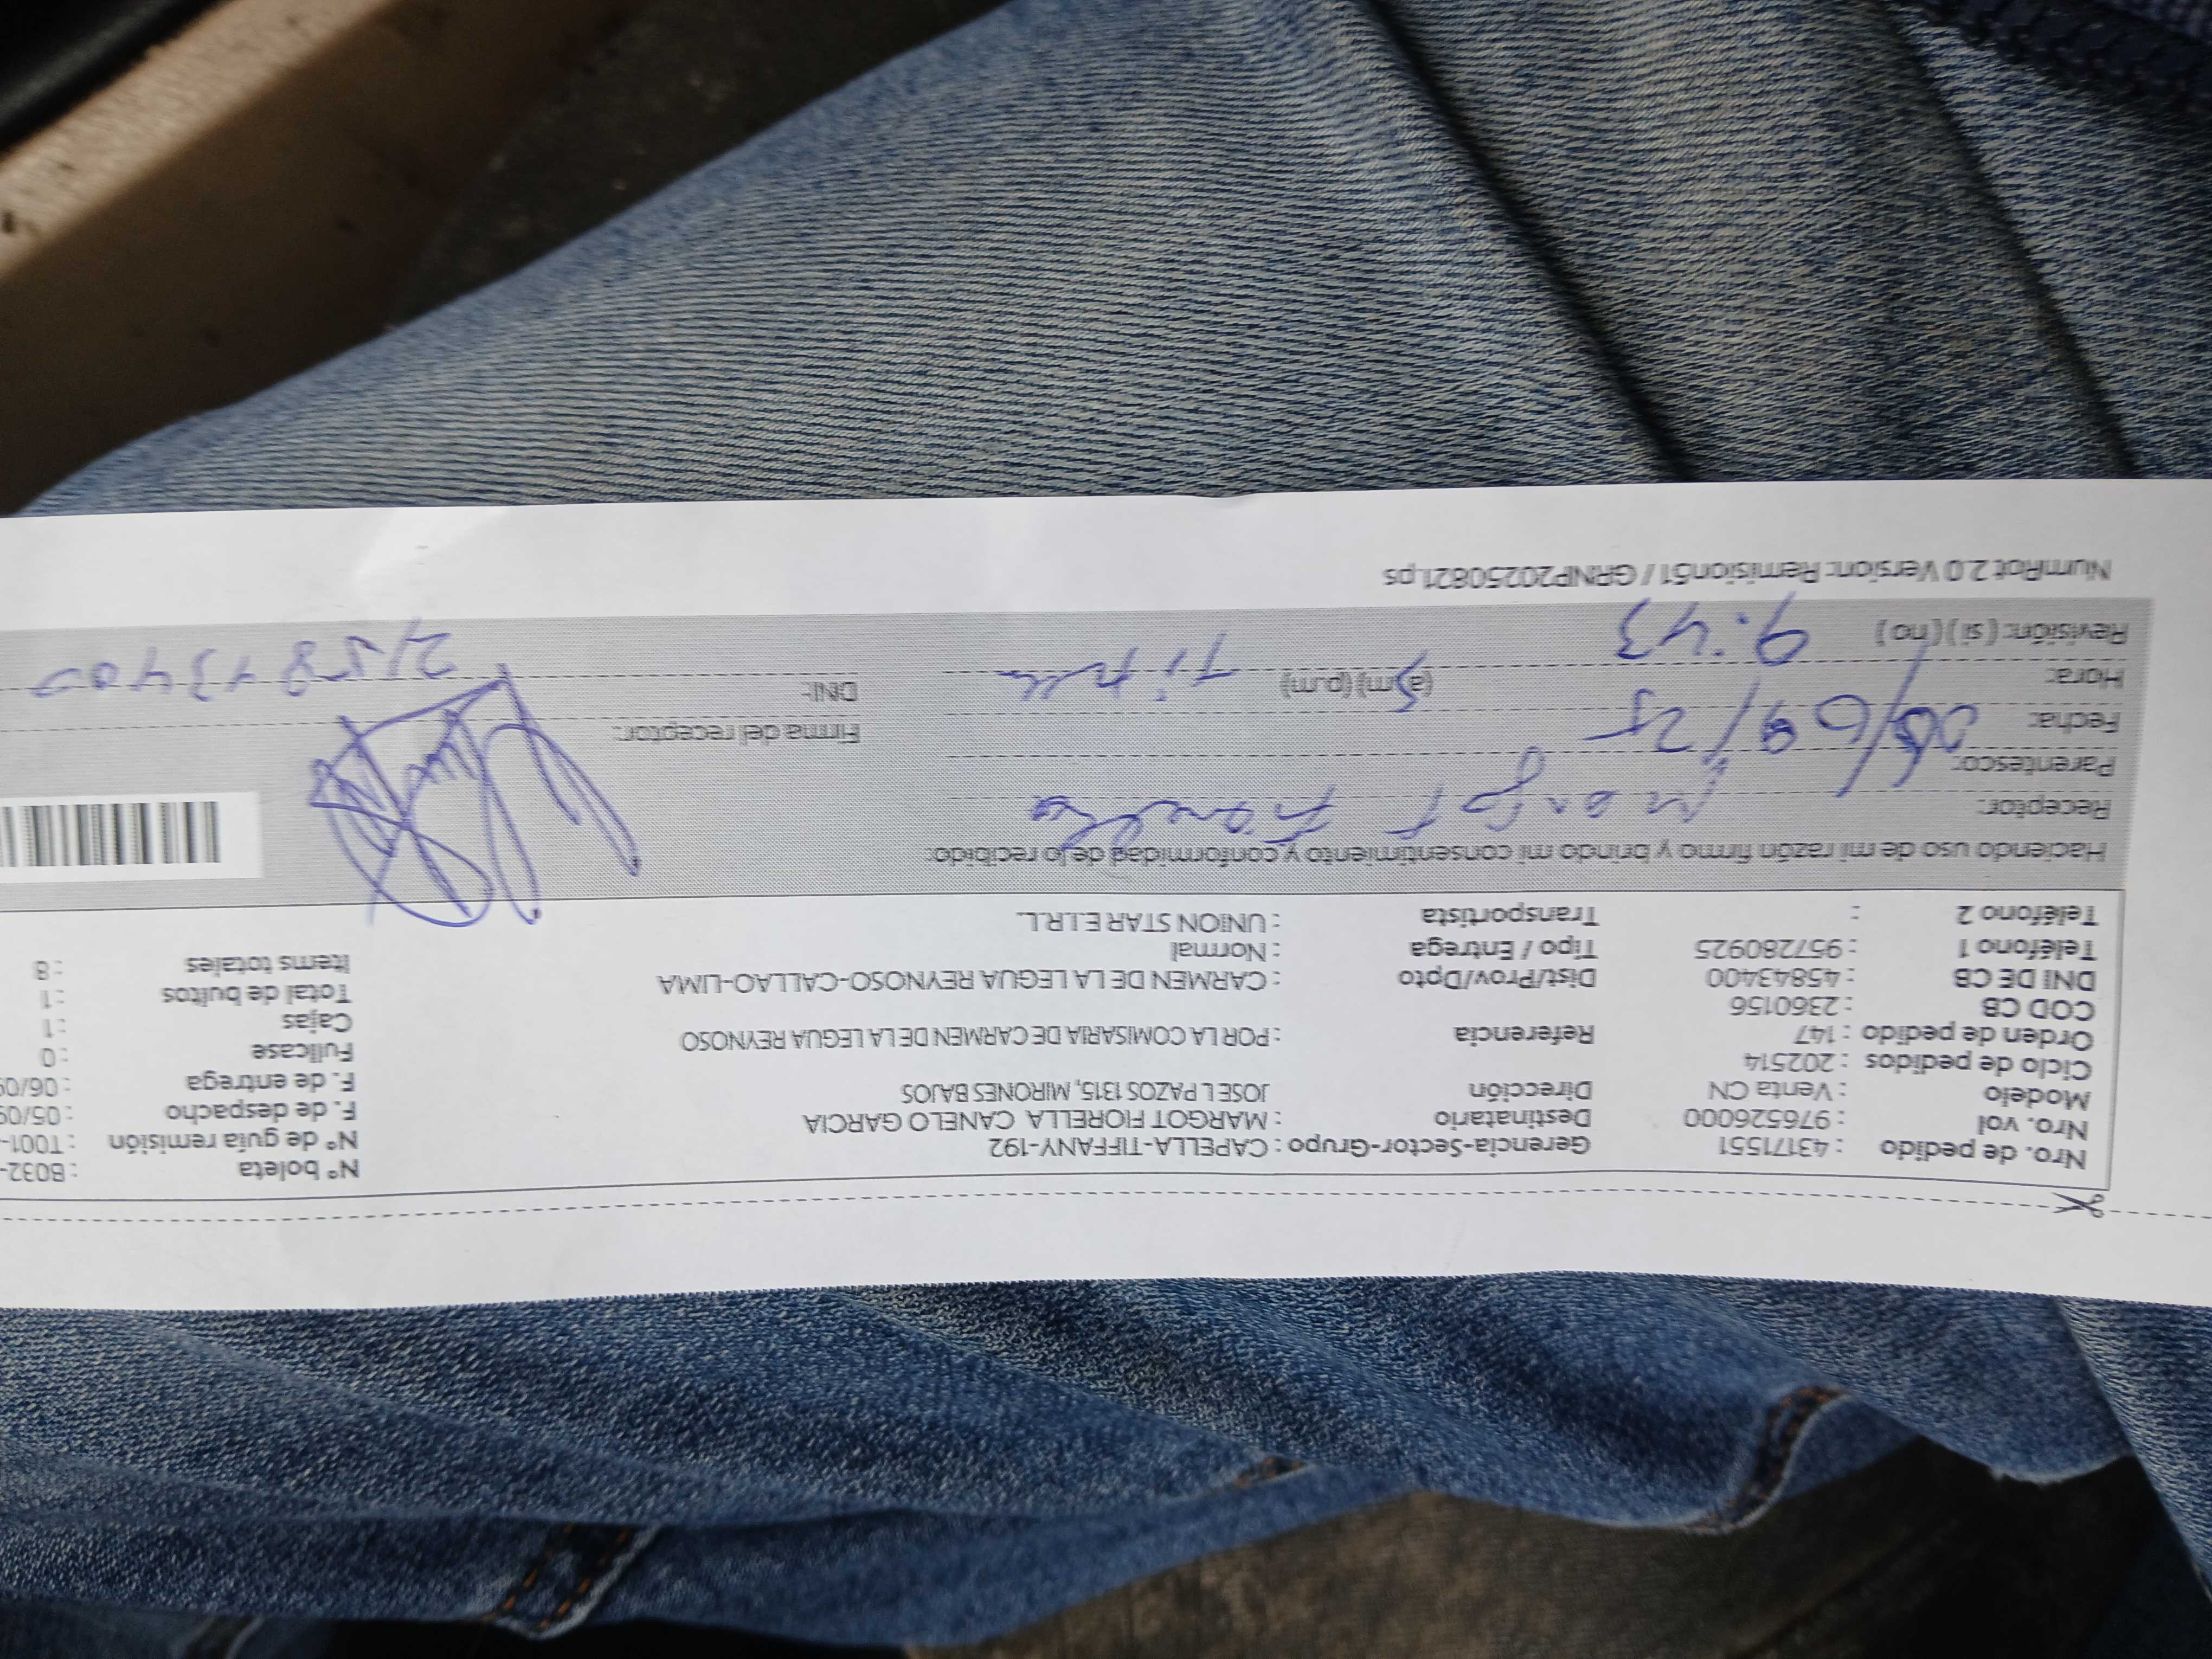 Nro. de pedido : 43171551 Gerencia-Sector-Grupo : CAPELLA-TIFFANY-192 N° boleta : B032-
Nro. vol : 976526000 Destinatario : MARGOT FIORELLA CANELO GARCIA N° de guía remisión : T001-
Modelo : Venta CN Dirección JOSE L PAZOS 1315, MIRONES BAJOS F. de despacho : 05/09
Ciclo de pedidos : 202514 F. de entrega : 06/09
Orden de pedido : 147 Referencia : POR LA COMISARIA DE CARMEN DE LA LEGUA REYNOSO Fullcase : 0
COD CB : 2360156 Cajas : 1
DNI DE CB : 45843400 Dist/Prov/Dpto : CARMEN DE LA LEGUA REYNOSO-CALLAO-LIMA Total de bultos : 1
Teléfono 1 : 957280925 Tipo / Entrega : Normal Items totales : 8
Teléfono 2 : Transportista : UNION STAR E.I.R.L.
Haciendo uso de mi razón firmo y brindo mi consentimiento y conformidad de lo recibido:
Receptor: Margot Fiorella
Parentesco:
Fecha: 06/09/25 Firma del receptor:
Hora: 9:43 (a.m) (p.m) DNI:
Revisión: ( si ) ( no )
NumRot 2.0 Version: Remision51 / GRNP20250821.ps